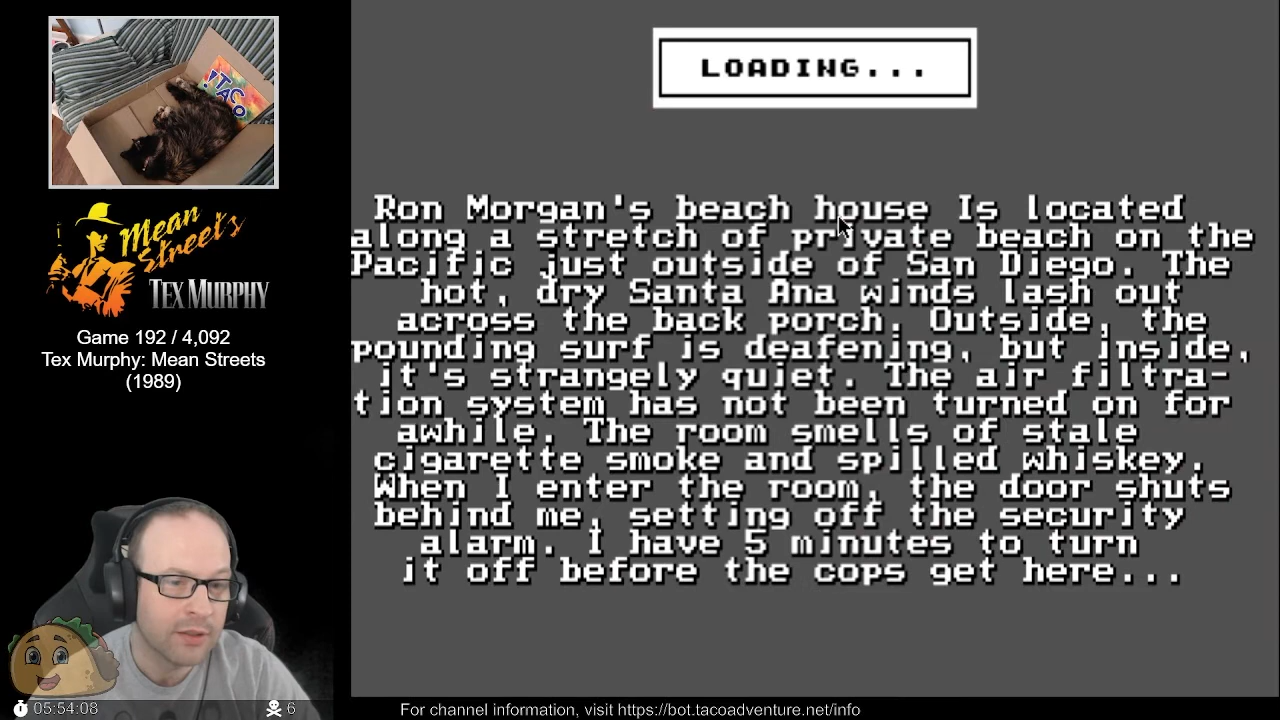 !TACO
TACO
Mean
Streets
TEX MURPHY
Game 192 / 4,092
Tex Murphy: Mean Streets
(1989)
05:54:08
6
LOADING...
Ron Morgan's beach house Is located
along a stretch of private beach on the
Pacific just outside of San Diego. The
hot, dry Santa Ana winds lash out
across the back porch. Outside, the
pounding surf is deafening, but inside,
it's strangely quiet. The air filtra-
tion system has not been turned on for
awhile. The room smells of stale
cigarette smoke and spilled whiskey.
When I enter the room, the door shuts
behind me, setting off the security
alarm. I have 5 minutes to turn
it off before the cops get here...
For channel information, visit https://bot.tacoadventure.net/info